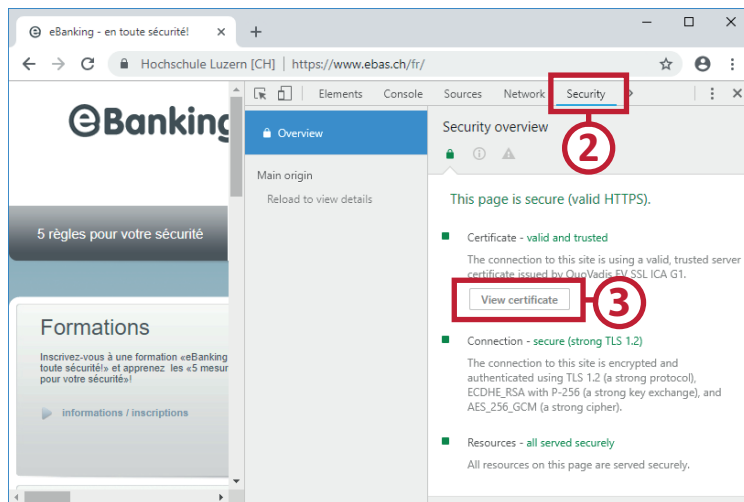 eBanking - en toute sécurité!
Hochschule Luzern [CH] | https://www.ebas.ch/fr/
Elements Console Sources Network Security
eBanking
5 règles pour votre sécurité
Formations
Inscrivez-vous à une formation «eBanking
toute sécurité!» et apprenez les «5 mesur
pour votre sécurité»!
informations / inscriptions
Overview
Main origin
Reload to view details
Security overview
2
This page is secure (valid HTTPS).
Certificate - valid and trusted
The connection to this site is using a valid, trusted server
certificate issued by QuoVadis EV SSL ICA G1.
View certificate
3
Connection - secure (strong TLS 1.2)
The connection to this site is encrypted and
authenticated using TLS 1.2 (a strong protocol),
ECDHE_RSA with P-256 (a strong key exchange), and
AES_256_GCM (a strong cipher).
Resources - all served securely
All resources on this page are served securely.